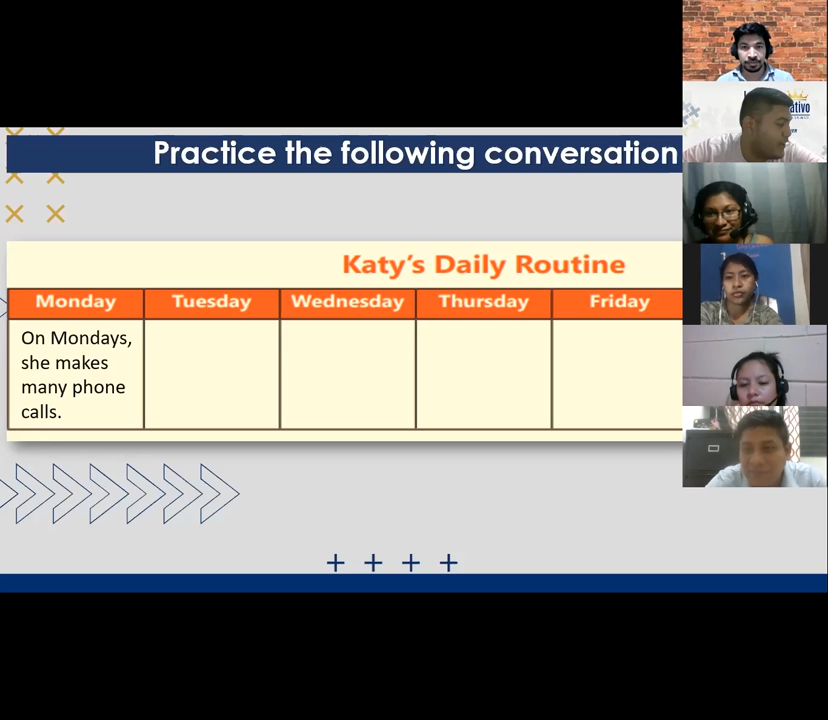 Practice the following conversation
Katy's Daily Routine
Monday
Tuesday
Wednesday
Thursday
Friday
On Mondays,
she makes
many phone
calls.